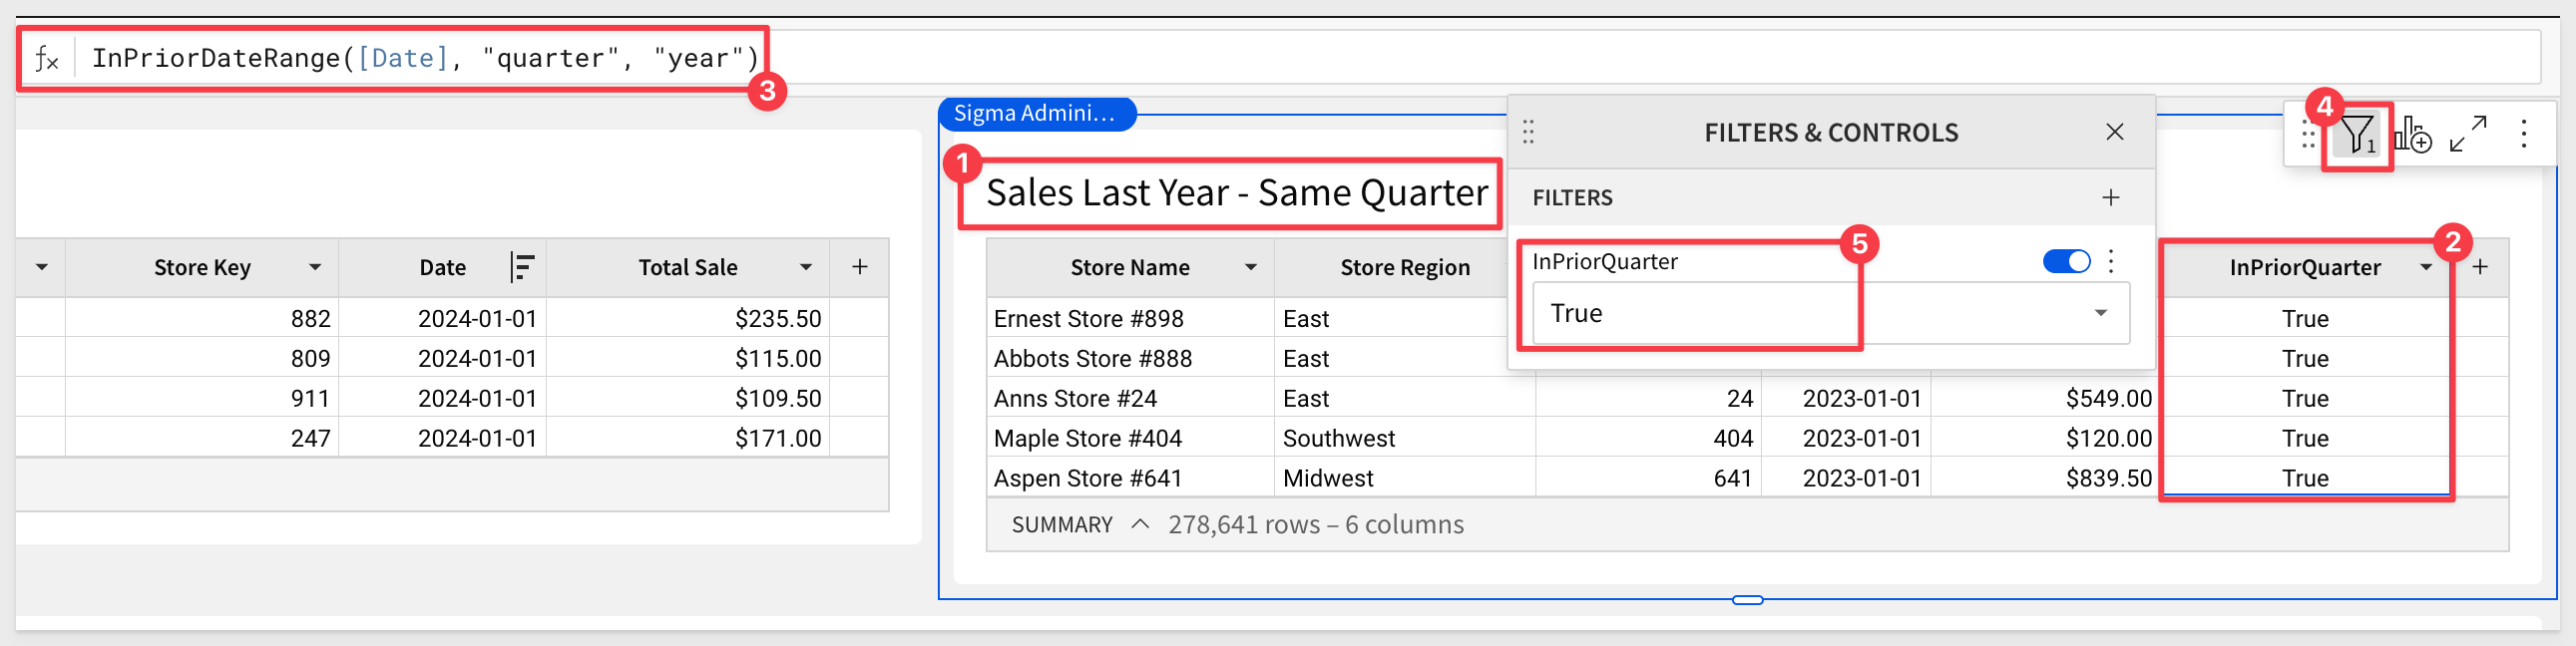 fx InPriorDateRange([Date], "quarter", "year")
3
Sigma Admini…
FILTERS & CONTROLS
4
1
1
Sales Last Year - Same Quarter
FILTERS
5
2
Store Key Date Total Sale
882 2024-01-01 $235.50
809 2024-01-01 $115.00
911 2024-01-01 $109.50
247 2024-01-01 $171.00
Store Name Store Region InPriorQuarter
InPriorQuarter
True
Ernest Store #898 East True
Abbots Store #888 East True
Anns Store #24 East 24 2023-01-01 $549.00 True
Maple Store #404 Southwest 404 2023-01-01 $120.00 True
Aspen Store #641 Midwest 641 2023-01-01 $839.50 True
SUMMARY 278,641 rows – 6 columns